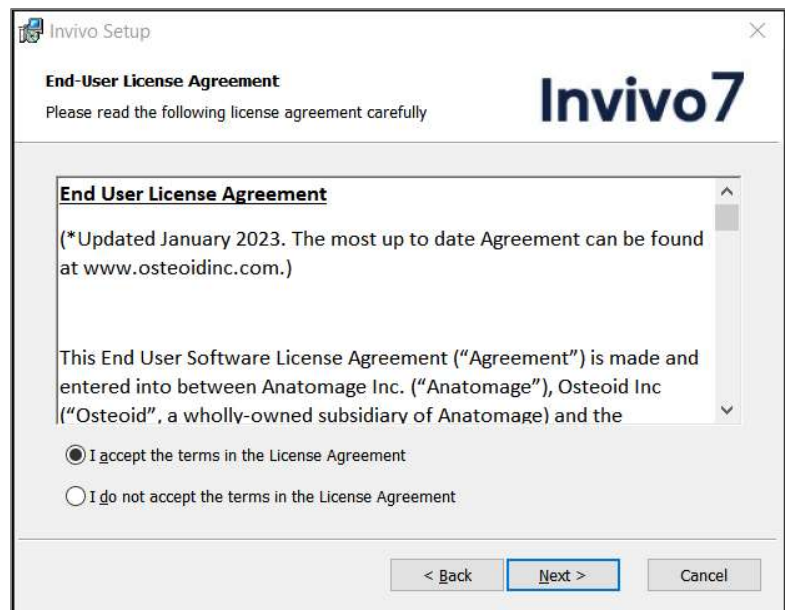 Invivo Setup
End-User License Agreement
Please read the following license agreement carefully
Invivo7
End User License Agreement
(*Updated January 2023. The most up to date Agreement can be found
at www.osteoidinc.com.)
This End User Software License Agreement (“Agreement”) is made and
entered into between Anatomage Inc. (“Anatomage”), Osteoid Inc
(“Osteoid”, a wholly-owned subsidiary of Anatomage) and the
I accept the terms in the License Agreement
I do not accept the terms in the License Agreement
< Back Next > Cancel